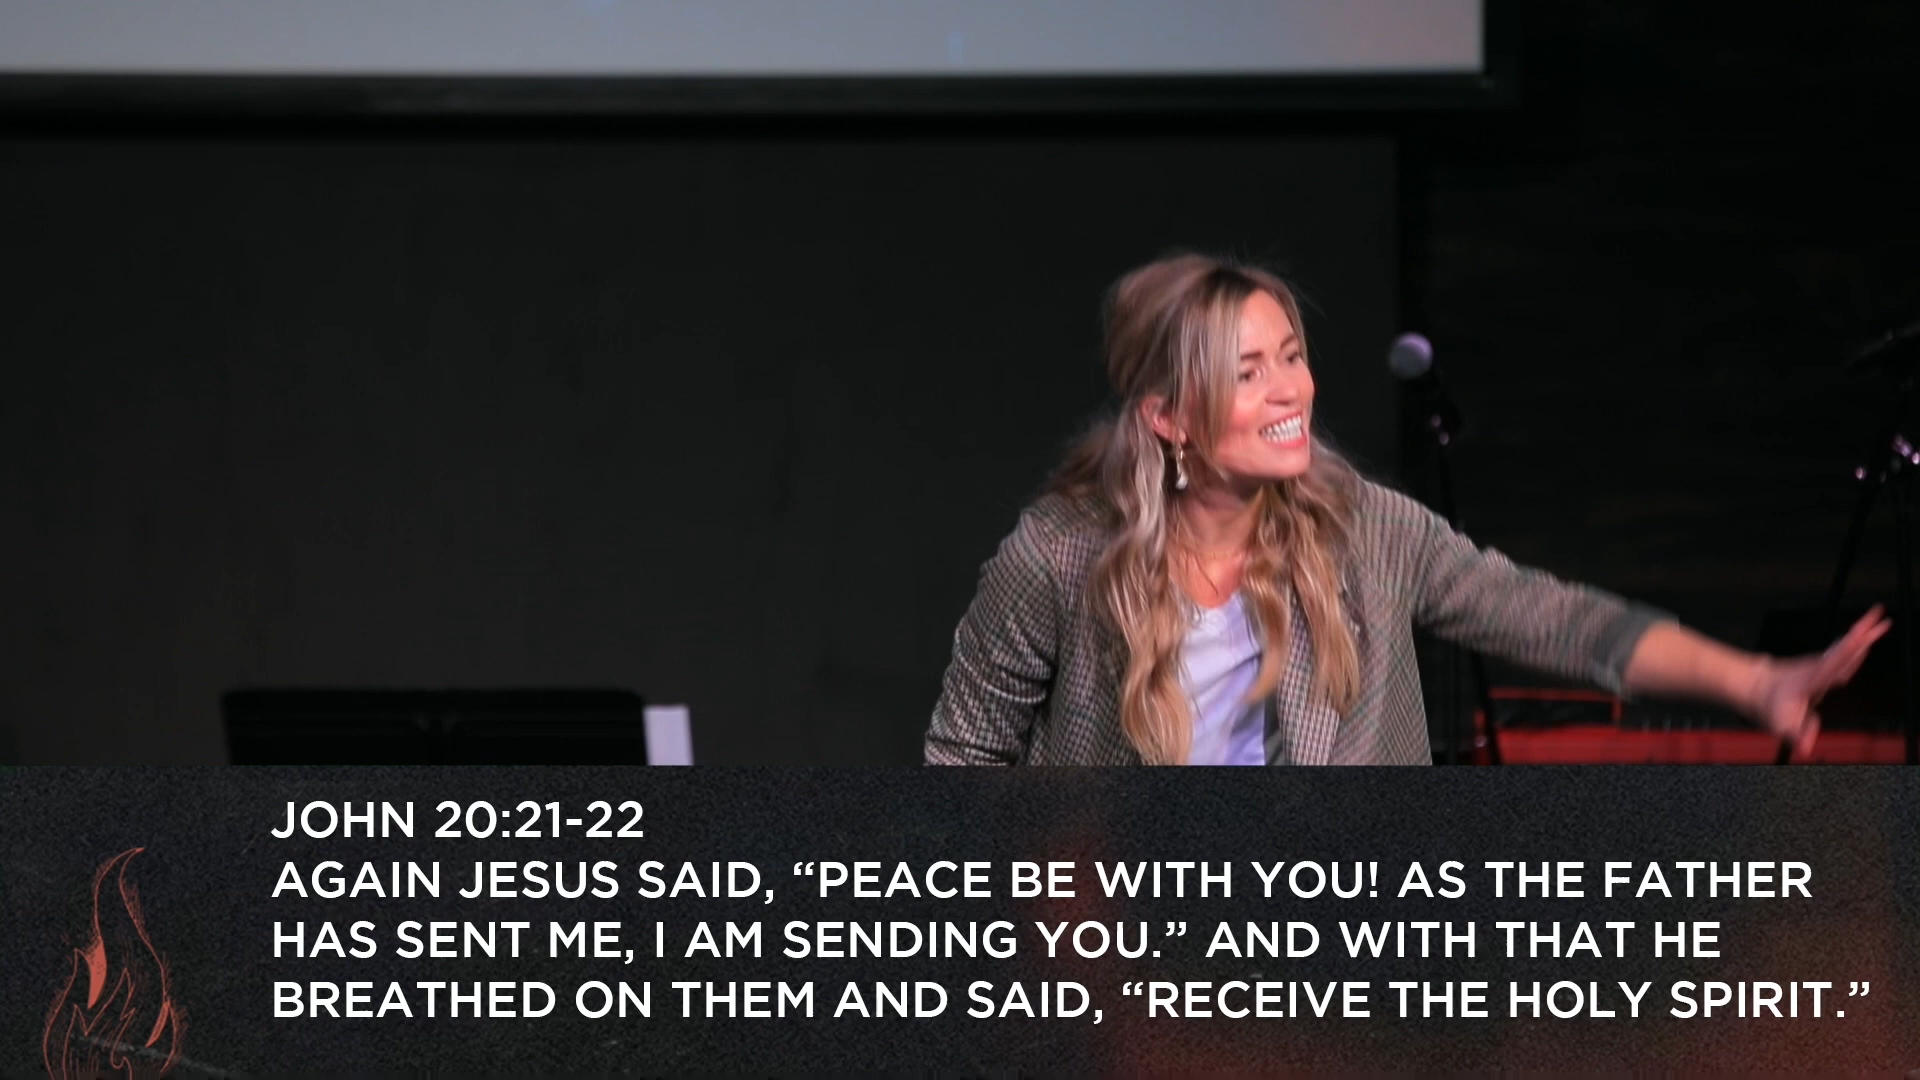 JOHN 20:21-22
AGAIN JESUS SAID, “PEACE BE WITH YOU! AS THE FATHER
HAS SENT ME, I AM SENDING YOU.” AND WITH THAT HE
BREATHED ON THEM AND SAID, “RECEIVE THE HOLY SPIRIT.”